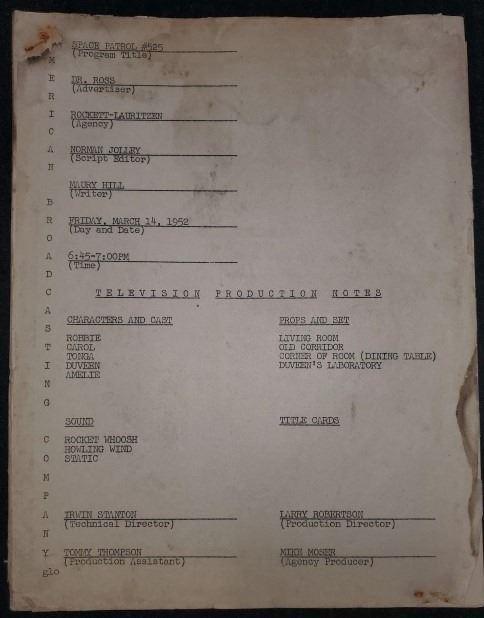 SPACE PATROL #525
(Program Title)
DR. ROSS
(Advertiser)
ROCKETT-LAURITZEN
(Agency)
NORMAN JOLLEY
(Script Editor)
MAURY HILL
(Writer)
FRIDAY, MARCH 14, 1952
(Day and Date)
6:45-7:00PM
(Time)
MERICAN BROADCASTING COMPANY
TELEVISION PRODUCTION NOTES
CHARACTERS AND CAST
ROBBIE
CAROL
TONGA
DUVEEN
AMELIE
PROPS AND SET
LIVING ROOM
OLD CORRIDOR
CORNER OF ROOM (DINING TABLE)
DUVEEN'S LABORATORY
SOUND
ROCKET WHOOSH
HOWLING WIND
STATIC
TITLE CARDS
IRWIN STANTON
(Technical Director)
LARRY ROBERTSON
(Production Director)
TOMMY THOMPSON
(Production Assistant)
MIKE MOSER
(Agency Producer)
glo